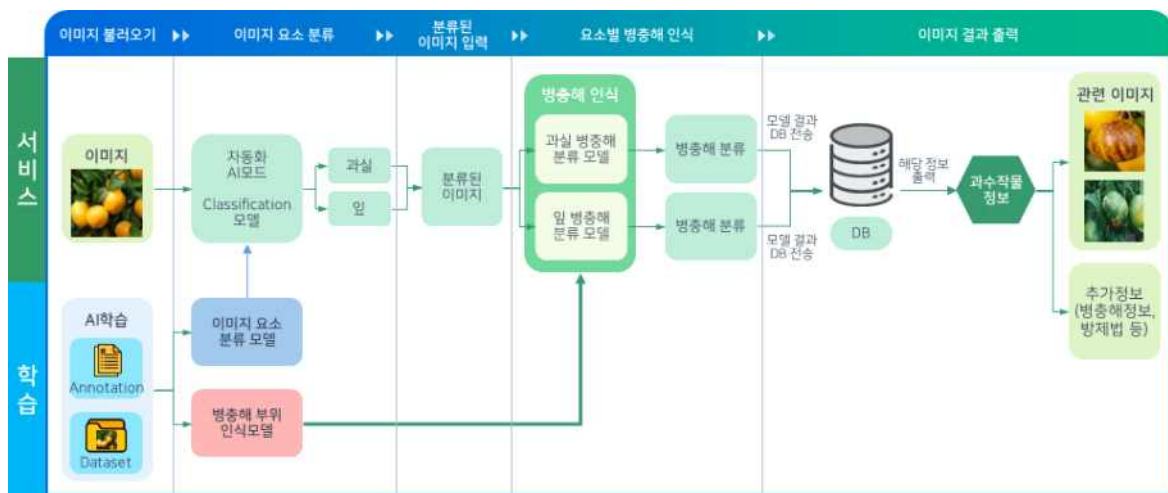 이미지 불러오기
이미지 요소 분류
분류된
이미지 입력
요소별 병충해 인식
이미지 결과 출력
서비스
이미지
자동화
AI모드
Classification
모델
과실
잎
분류된
이미지
병충해 인식
과실 병충해
분류 모델
잎 병충해
분류 모델
병충해 분류
병충해 분류
모델 결과
DB 전송
모델 결과
DB 전송
DB
해당 정보
출력
과수작물
정보
관련 이미지
추가정보
(병충해정보,
방제법 등)
학습
AI학습
Annotation
Dataset
이미지 요소
분류 모델
병충해 부위
인식모델